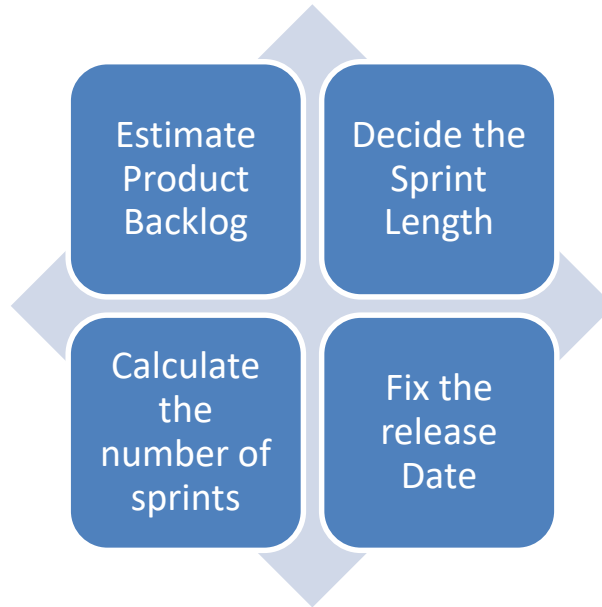 Estimate
Product
Backlog
Decide the
Sprint
Length
Calculate
the
number of
sprints
Fix the
release
Date